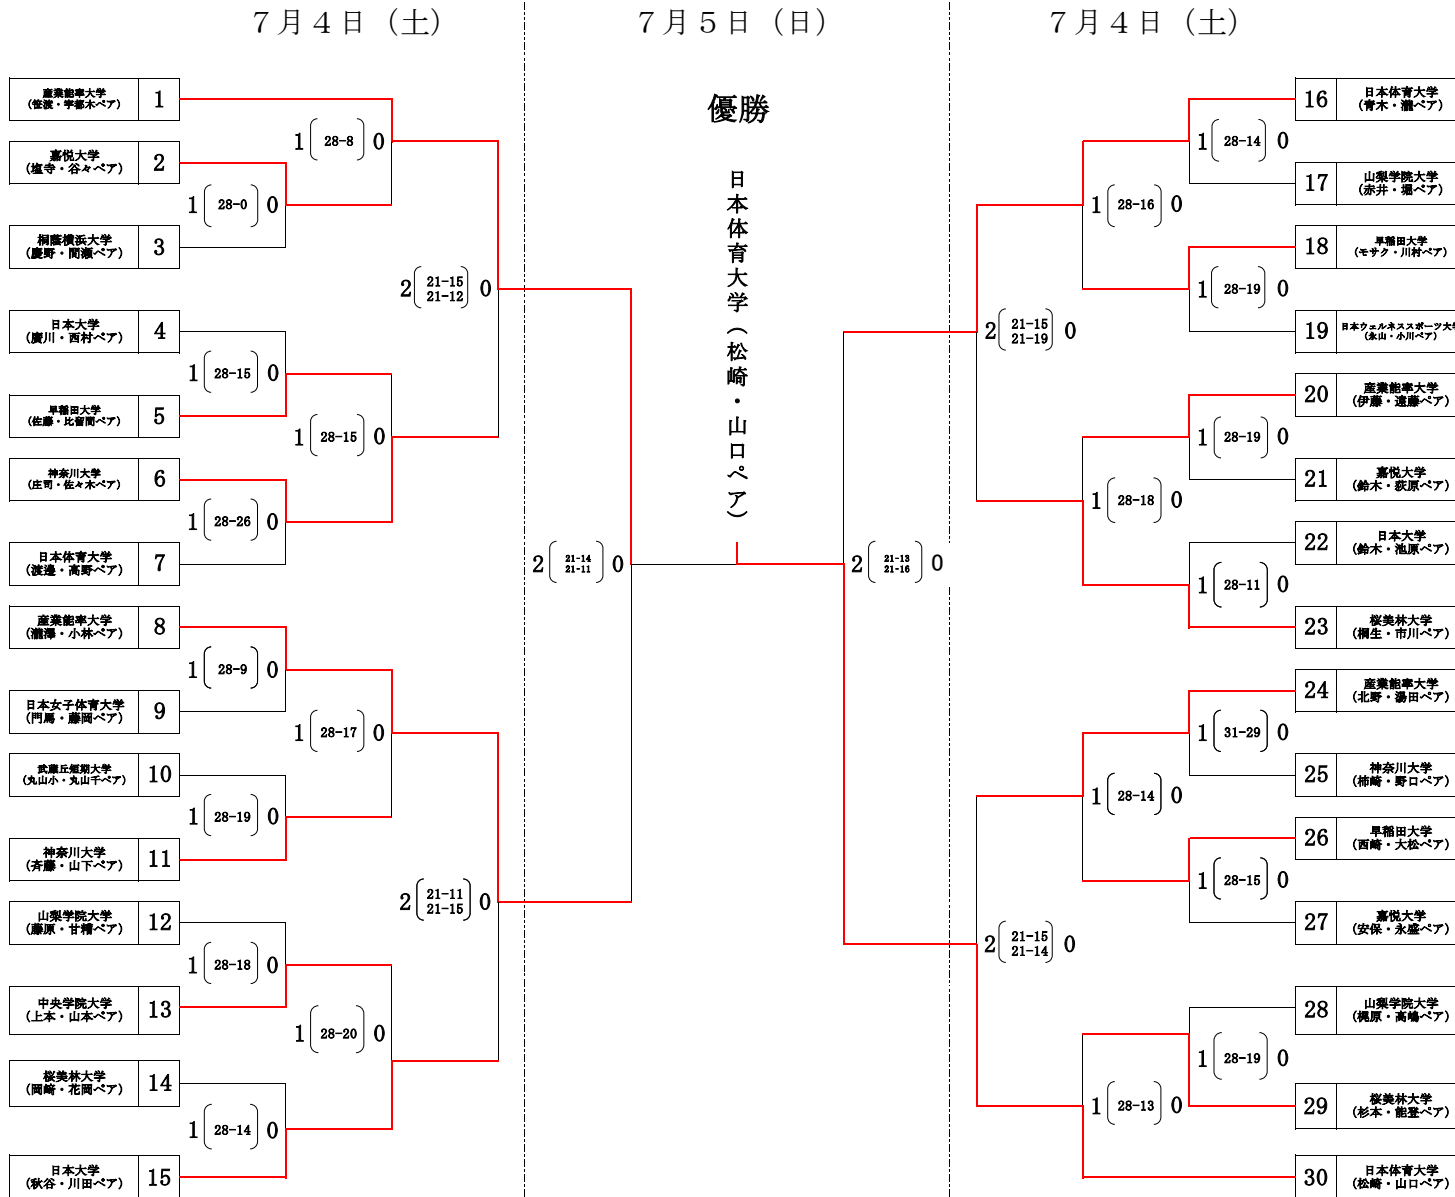 7月4日（土）
7月5日（日）
7月4日（土）
優勝
日本体育大学（松崎・山口ペア）
産業能率大学
(笹渡・宇都木ペア)
1
嘉悦大学
(塩寺・谷々ペア)
2
桐蔭横浜大学
(慶野・間瀬ペア)
3
日本大学
(廣川・西村ペア)
4
早稲田大学
(佐藤・比留間ペア)
5
神奈川大学
(庄司・佐々木ペア)
6
日本体育大学
(渡邉・高野ペア)
7
産業能率大学
(瀧澤・小林ペア)
8
日本女子体育大学
(門馬・藤岡ペア)
9
武蔵丘短期大学
(丸山小・丸山千ペア)
10
神奈川大学
(斉藤・山下ペア)
11
山梨学院大学
(藤原・甘糟ペア)
12
中央学院大学
(上本・山本ペア)
13
桜美林大学
(岡崎・花岡ペア)
14
日本大学
(秋谷・川田ペア)
15
1 28-8 0
1 28-0 0
2 21-15 0
21-12
1 28-15 0
1 28-15 0
1 28-26 0
2 21-14 0
21-11
1 28-9 0
1 28-17 0
1 28-19 0
2 21-11 0
21-15
1 28-18 0
1 28-20 0
1 28-14 0
16
日本体育大学
(青木・瀧ペア)
17
山梨学院大学
(赤井・堀ペア)
18
早稲田大学
(モサク・川村ペア)
19
日本ウェルネススポーツ大学
(永山・小川ペア)
20
産業能率大学
(伊藤・遠藤ペア)
21
嘉悦大学
(鈴木・荻原ペア)
22
日本大学
(鈴木・池原ペア)
23
桜美林大学
(桐生・市川ペア)
24
産業能率大学
(北野・湯田ペア)
25
神奈川大学
(柿崎・野口ペア)
26
早稲田大学
(西崎・大松ペア)
27
嘉悦大学
(安保・永盛ペア)
28
山梨学院大学
(梶原・高嶋ペア)
29
桜美林大学
(杉本・能登ペア)
30
日本体育大学
(松崎・山口ペア)
1 28-14 0
1 28-16 0
1 28-19 0
2 21-15 0
21-19
1 28-19 0
1 28-18 0
1 28-11 0
2 21-13 0
21-16
1 31-29 0
1 28-14 0
1 28-15 0
2 21-15 0
21-14
1 28-19 0
1 28-13 0